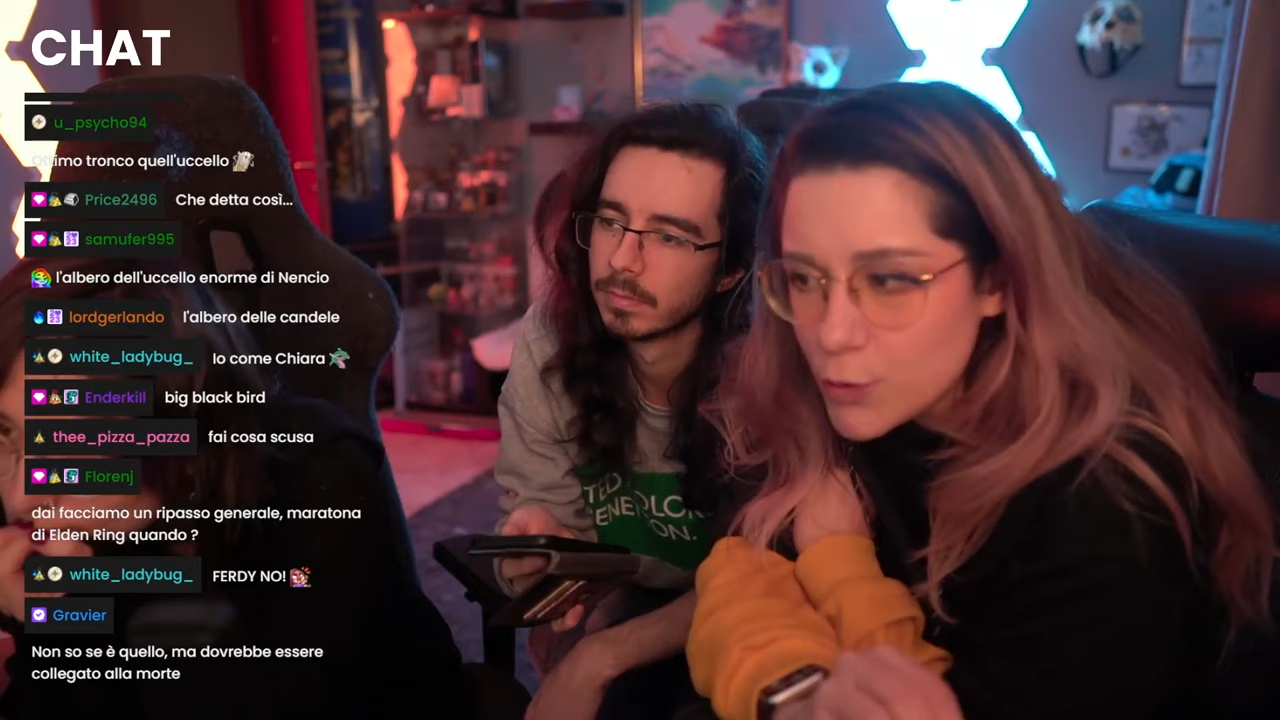 CHAT
u_psycho94
Ottimo tronco quell'uccello
Price2496 Che detta così...
samufer995
l'albero dell'uccello enorme di Nencio
lordgerlando l'albero delle candele
white_ladybug_ Io come Chiara
Enderkill big black bird
thee_pizza_pazza fai cosa scusa
Florenj
dai facciamo un ripasso generale, maratona
di Elden Ring quando ?
white_ladybug_ FERDY NO!
Gravier
Non so se è quello, ma dovrebbe essere
collegato alla morte